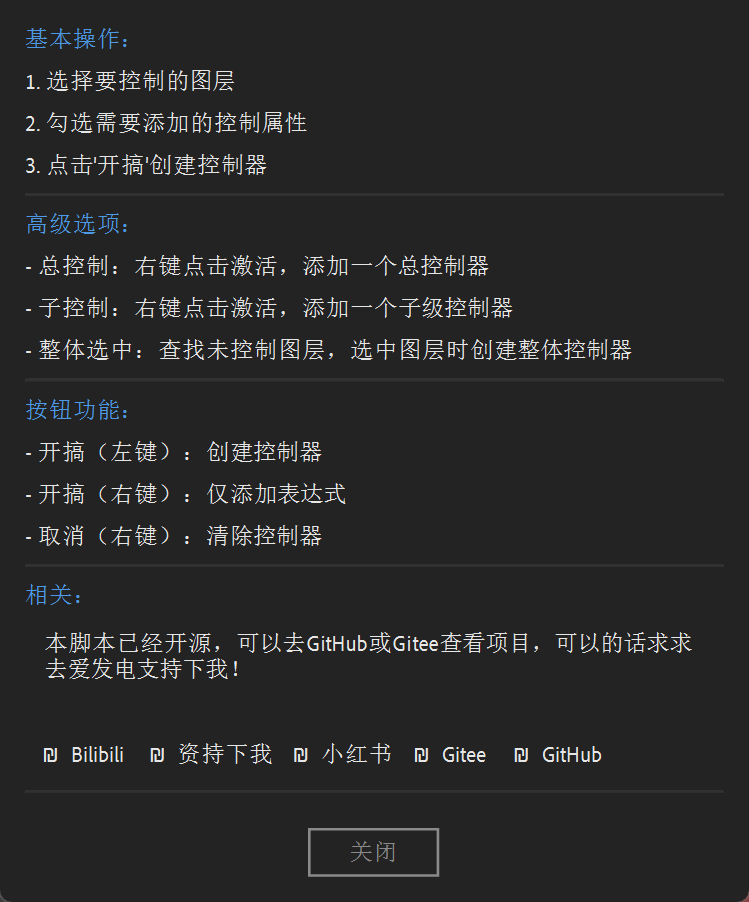 基本操作：
1. 选择要控制的图层
2. 勾选需要添加的控制属性
3. 点击'开搞'创建控制器
高级选项：
- 总控制：右键点击激活，添加一个总控制器
- 子控制：右键点击激活，添加一个子级控制器
- 整体选中：查找未控制图层，选中图层时创建整体控制器
按钮功能：
- 开搞（左键）：创建控制器
- 开搞（右键）：仅添加表达式
- 取消（右键）：清除控制器
相关：
本脚本已经开源，可以去GitHub或Gitee查看项目，可以的话求求
去爱发电支持下我！
₪ Bilibili ₪ 资持下我 ₪ 小红书 ₪ Gitee ₪ GitHub
关闭